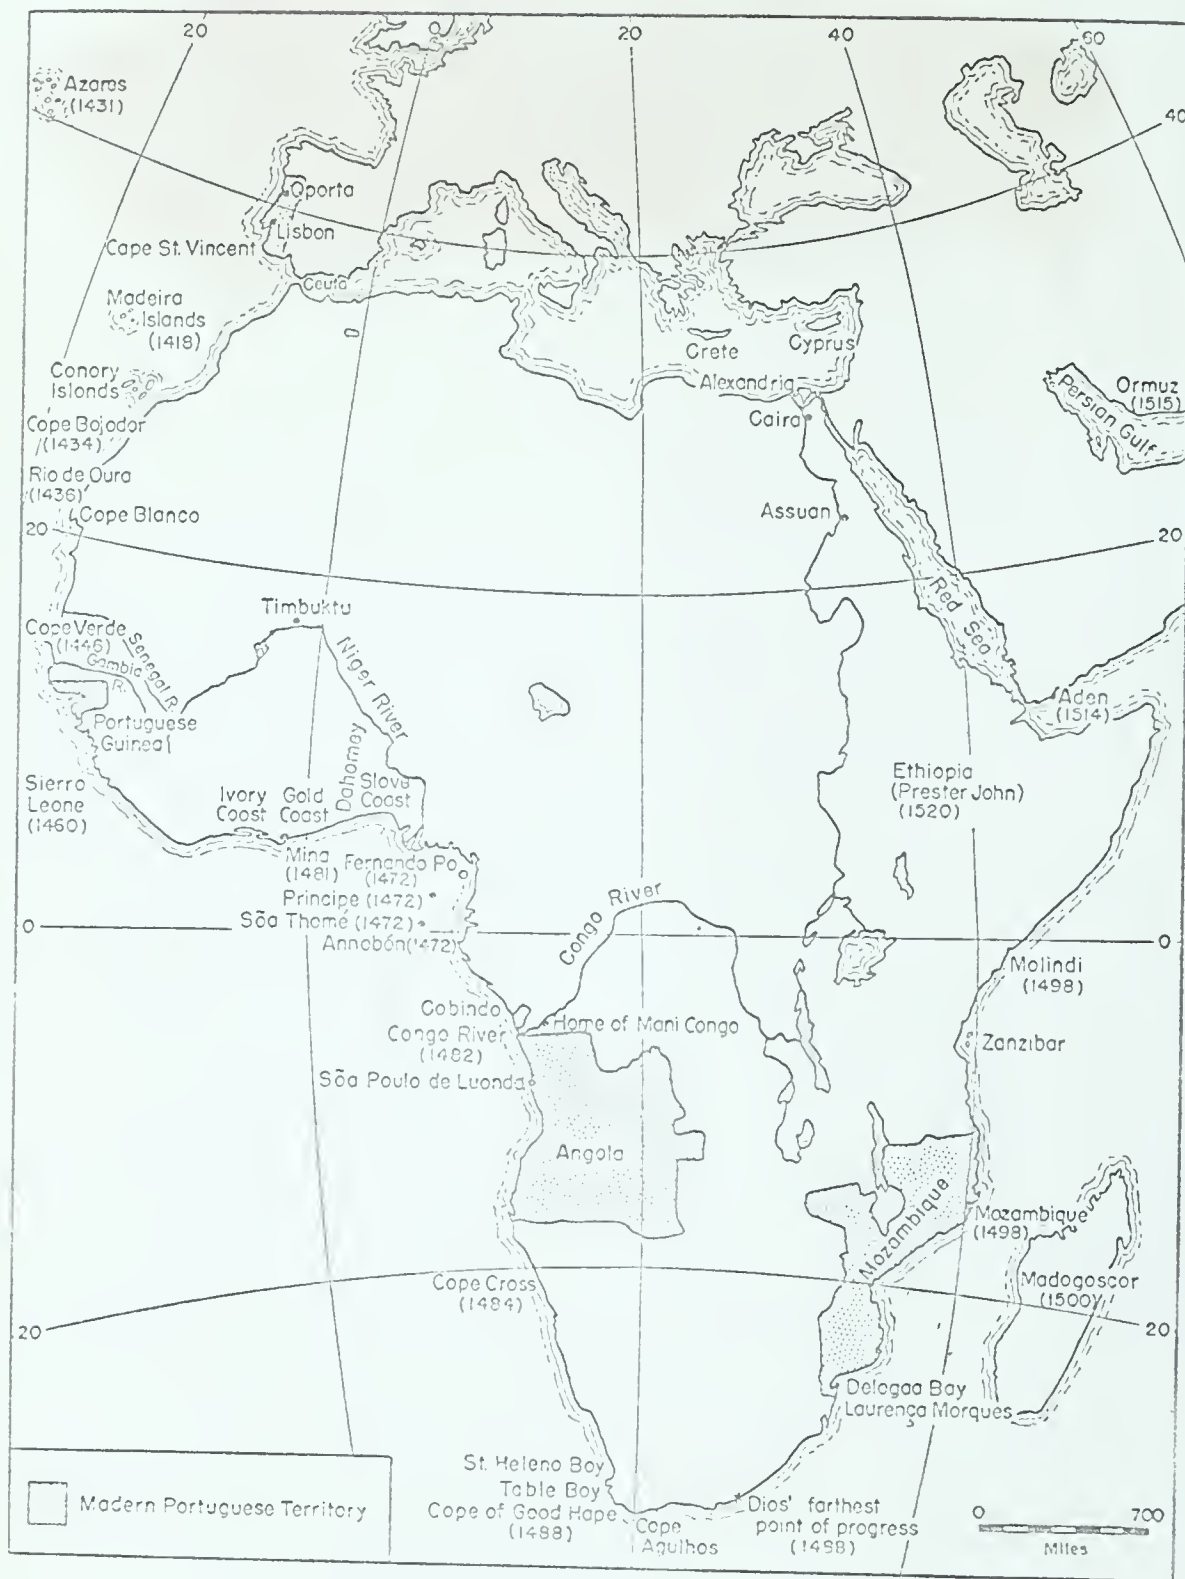 20
0
20
40
60
Azores
(1431)
40
Oporto
Lisbon
Cape St. Vincent
Ceuta
Madeira
Islands
(1418)
Crete
Cyprus
Canary
Islands
Alexandria
Ormuz
(1515)
Persian Gulf
Cape Bojador
(1434)
Cairo
Rio de Oura
(1436)
Cape Blanco
Assuan
20
20
Red Sea
Timbuktu
Cape Verde
(1446)
Senegal R.
Gambia
R.
Niger River
Aden
(1514)
Portuguese
Guinea
Dahomey
Ethiopia
(Prester John)
(1520)
Sierra
Leone
(1460)
Ivory
Coast
Gold
Coast
Slave
Coast
Mina
(1481)
Fernando Po
(1472)
Principe (1472)
São Thomé (1472)
Annobón (1472)
Congo River
0
0
Molindi
(1498)
Cabinda
Home of Mani Congo
Congo River
(1482)
Zanzibar
São Paulo de Luanda
Angola
Mozambique
Mozambique
(1498)
Cape Cross
(1484)
Madagascar
(1500)
20
20
Delagoa Bay
Laurença Marques
St. Helena Bay
Table Bay
Cape of Good Hope
(1488)
Cape
Agulhas
Dias' farthest
point of progress
(1488)
Modern Portuguese Territory
0
700
Miles